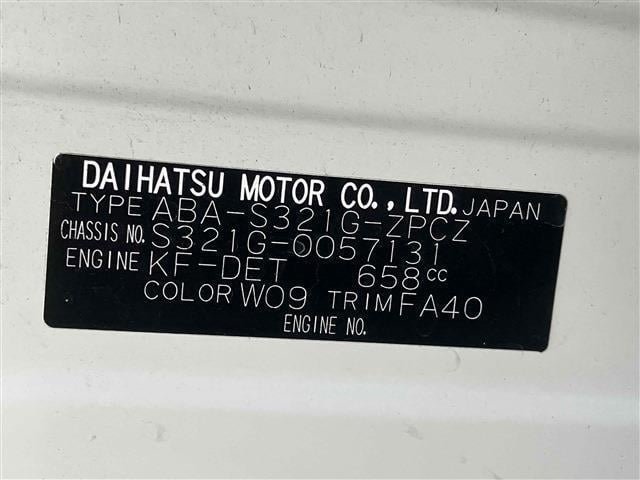 DAIHATSU MOTOR CO., LTD. JAPAN
TYPE ABA-S321G-ZPCZ
CHASSIS NO. S321G-0057131
ENGINE KF-DET 658cc
COLOR W09 TRIM FA40
ENGINE NO.